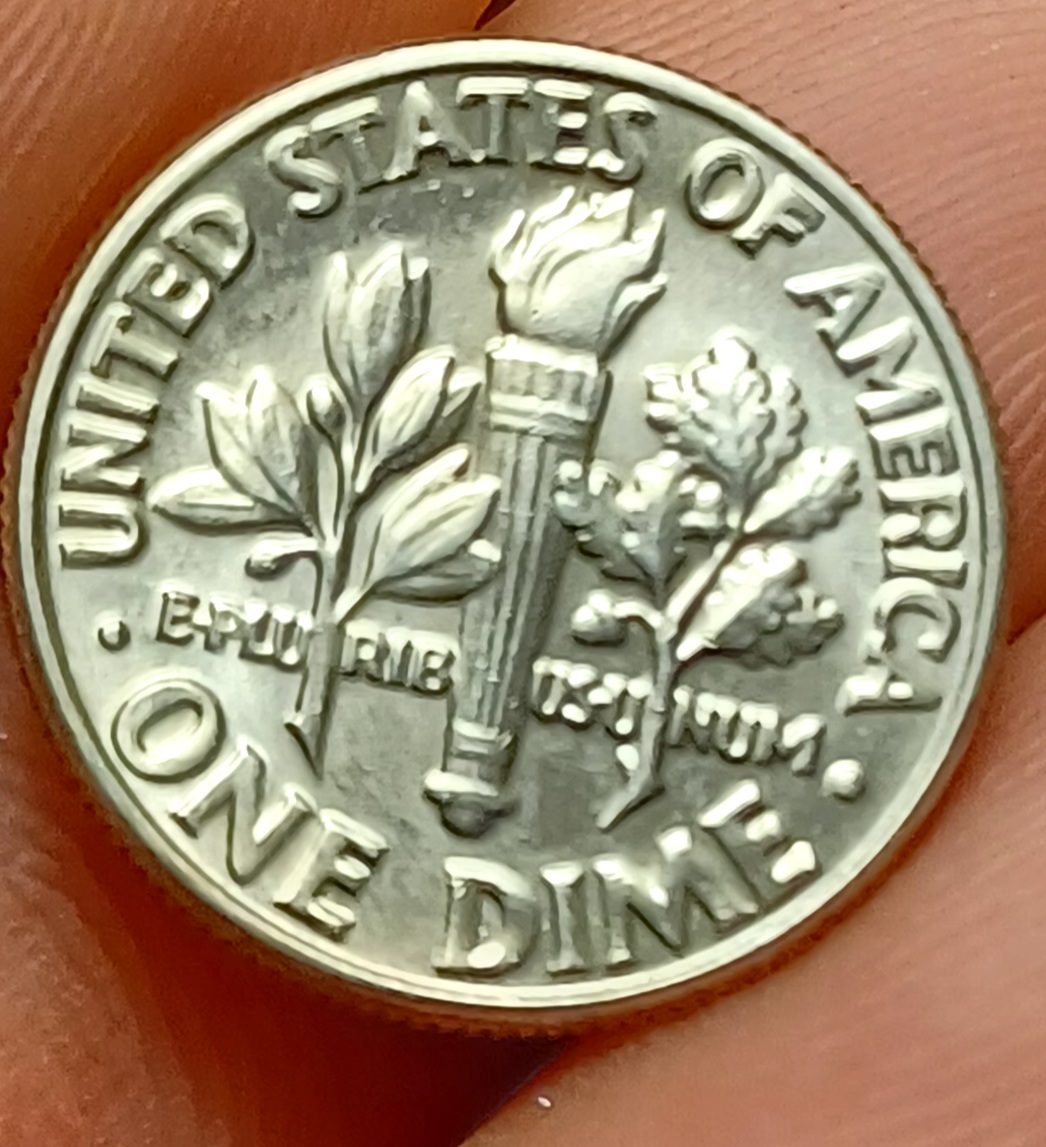 UNITED STATES OF AMERICA
· E · PLURIBUS · UNUM ·
ONE DIME